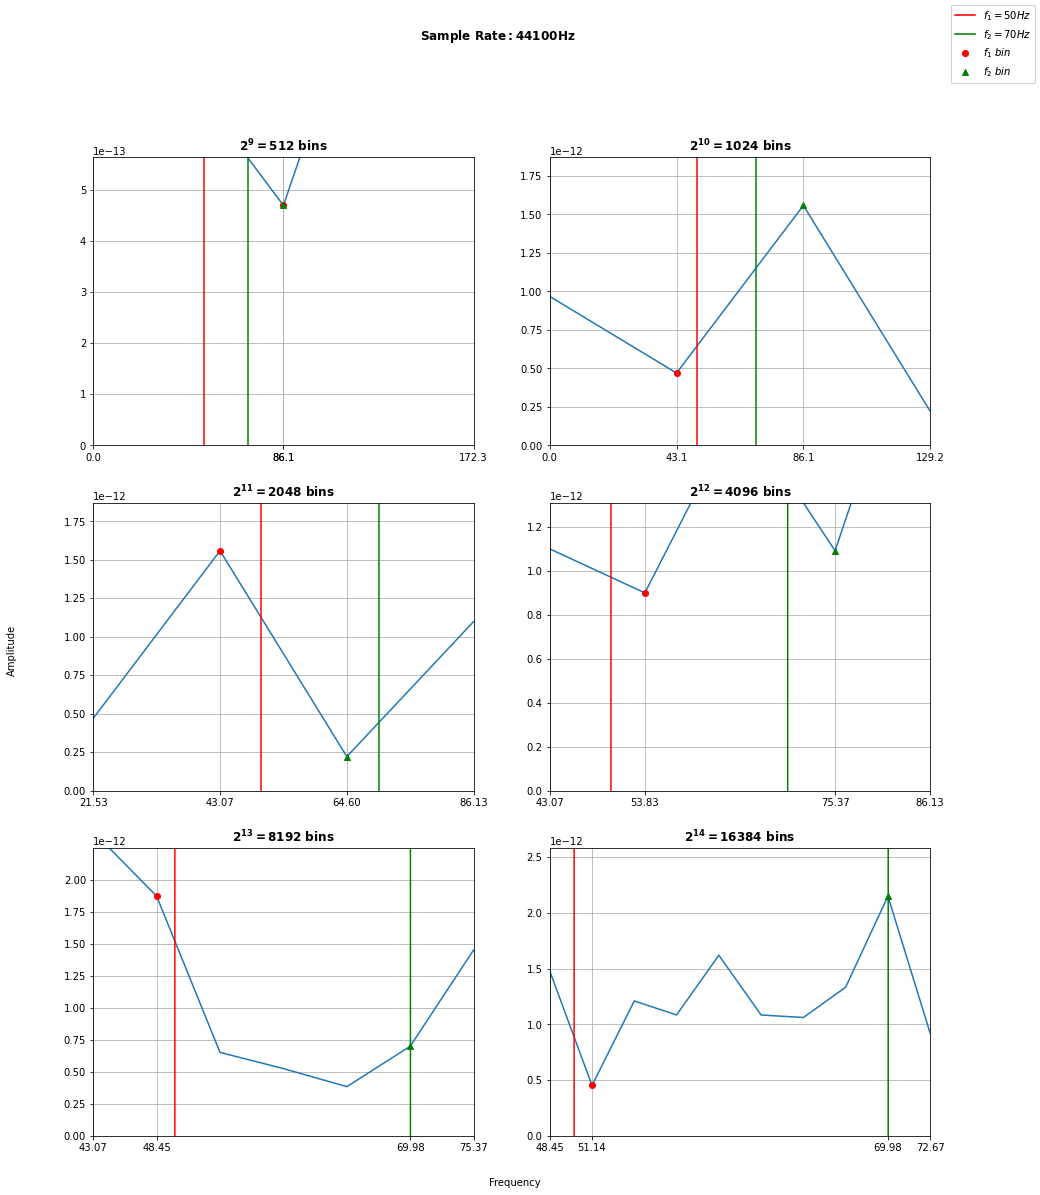 f₁ = 50Hz
f₂ = 70Hz
f₁ bin
f₂ bin
Sample Rate: 44100Hz
2⁹ = 512 bins
1e−13
5
4
3
2
1
0
0.0 86.1 172.3
2¹⁰ = 1024 bins
1e−12
1.75
1.50
1.25
1.00
0.75
0.50
0.25
0.00
0.0 43.1 86.1 129.2
2¹¹ = 2048 bins
1e−12
1.75
1.50
1.25
1.00
0.75
0.50
0.25
0.00
21.53 43.07 64.60 86.13
2¹² = 4096 bins
1e−12
1.2
1.0
0.8
0.6
0.4
0.2
0.0
43.07 53.83 75.37 86.13
Amplitude
2¹³ = 8192 bins
1e−12
2.00
1.75
1.50
1.25
1.00
0.75
0.50
0.25
0.00
43.07 48.45 69.98 75.37
2¹⁴ = 16384 bins
1e−12
2.5
2.0
1.5
1.0
0.5
0.0
48.45 51.14 69.98 72.67
Frequency